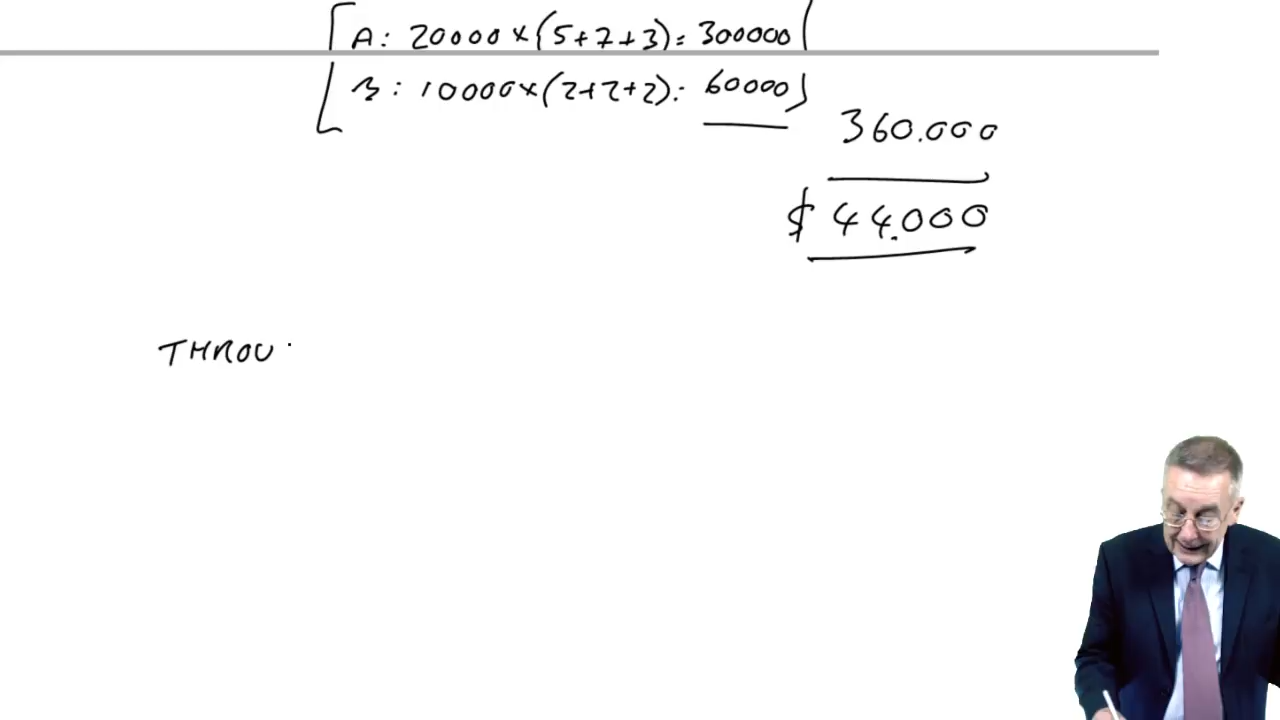 A: 20000 × (5+7+3) = 300000
B: 10000 × (2+2+2): 60000
360.000
$ 44.000
THROU